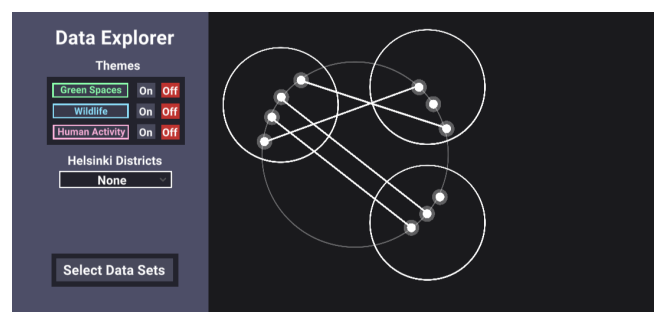 Data Explorer
Themes
Green Spaces On Off
Wildlife On Off
Human Activity On Off
Helsinki Districts
None
Select Data Sets